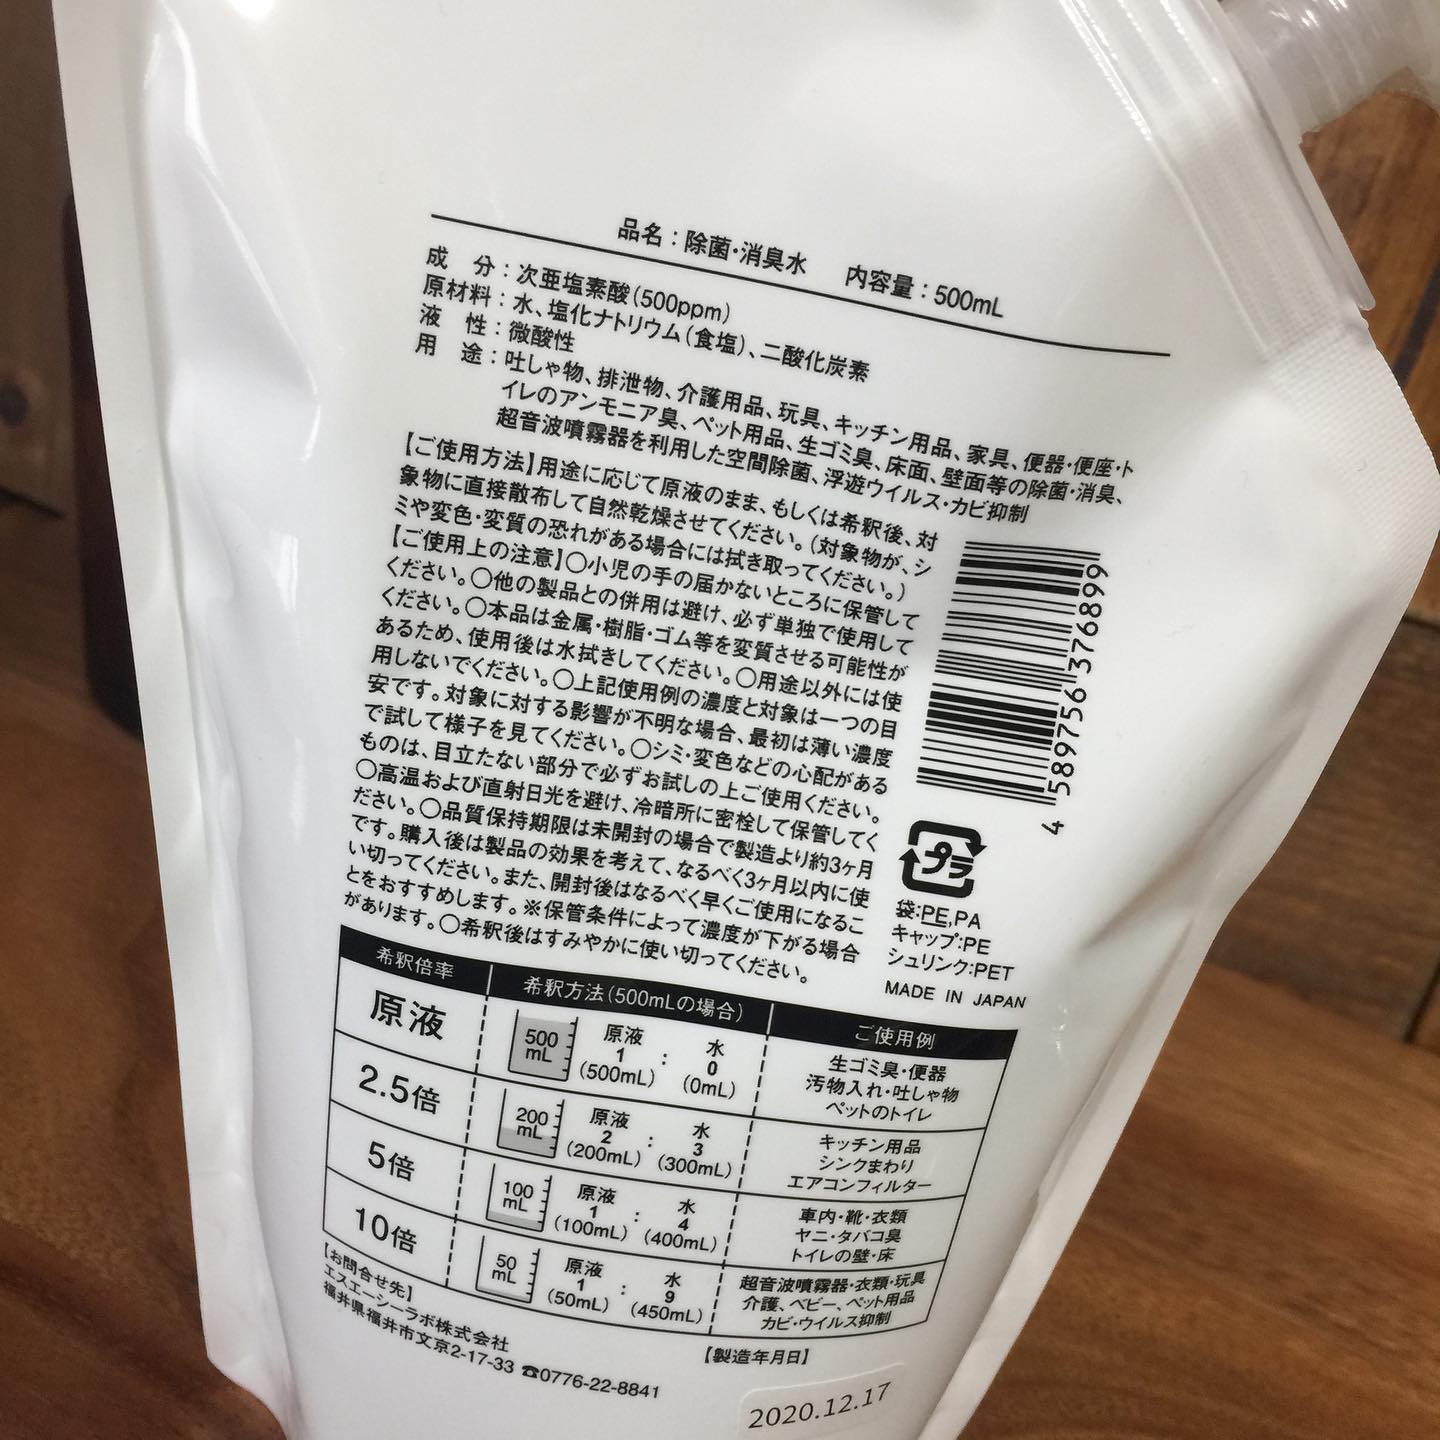 品名：除菌・消臭水　内容量：500mL
成　分：次亜塩素酸（500ppm）
原材料：水、塩化ナトリウム（食塩）、二酸化炭素
液　性：微酸性
用　途：吐しゃ物、排泄物、介護用品、玩具、キッチン用品、家具、便器・便座・ト
イレのアンモニア臭、ペット用品、生ゴミ臭、床面、壁面等の除菌・消臭、
超音波噴霧器を利用した空間除菌、浮遊ウイルス・カビ抑制
【ご使用方法】用途に応じて原液のまま、もしくは希釈後、対
象物に直接散布して自然乾燥させてください。（対象物が、シ
ミや変色・変質の恐れがある場合には拭き取ってください。）
【ご使用上の注意】○小児の手の届かないところに保管して
ください。○他の製品との併用は避け、必ず単独で使用して
ください。○本品は金属・樹脂・ゴム等を変質させる可能性が
あるため、使用後は水拭きしてください。○用途以外には使
用しないでください。○上記使用例の濃度と対象は一つの目
安です。対象に対する影響が不明な場合、最初は薄い濃度
で試して様子を見てください。○シミ・変色などの心配がある
ものは、目立たない部分で必ずお試しの上ご使用ください。
○高温および直射日光を避け、冷暗所に密栓して保管してく
ださい。○品質保持期限は未開封の場合で製造より約3ヶ月
です。購入後は製品の効果を考えて、なるべく3ヶ月以内に使
い切ってください。また、開封後はなるべく早くご使用になるこ
とをおすすめします。※保管条件によって濃度が下がる場合
があります。○希釈後はすみやかに使い切ってください。
4 589756 376899
プラ
袋：PE,PA
キャップ：PE
シュリンク：PET
MADE IN JAPAN
希釈倍率　希釈方法（500mLの場合）　ご使用例
原液　500 mL　原液 1 （500mL）：水 0 （0mL）
生ゴミ臭・便器
汚物入れ・吐しゃ物
ペットのトイレ
2.5倍　200 mL　原液 2 （200mL）：水 3 （300mL）
キッチン用品
シンクまわり
エアコンフィルター
5倍　100 mL　原液 1 （100mL）：水 4 （400mL）
車内・靴・衣類
ヤニ・タバコ臭
トイレの壁・床
10倍　50 mL　原液 1 （50mL）：水 9 （450mL）
超音波噴霧器・衣類・玩具
介護、ベビー、ペット用品
カビ・ウイルス抑制
【お問合せ先】
エスエーシーラボ株式会社
福井県福井市文京2-17-33 ☎0776-22-8841
【製造年月日】
2020.12.17